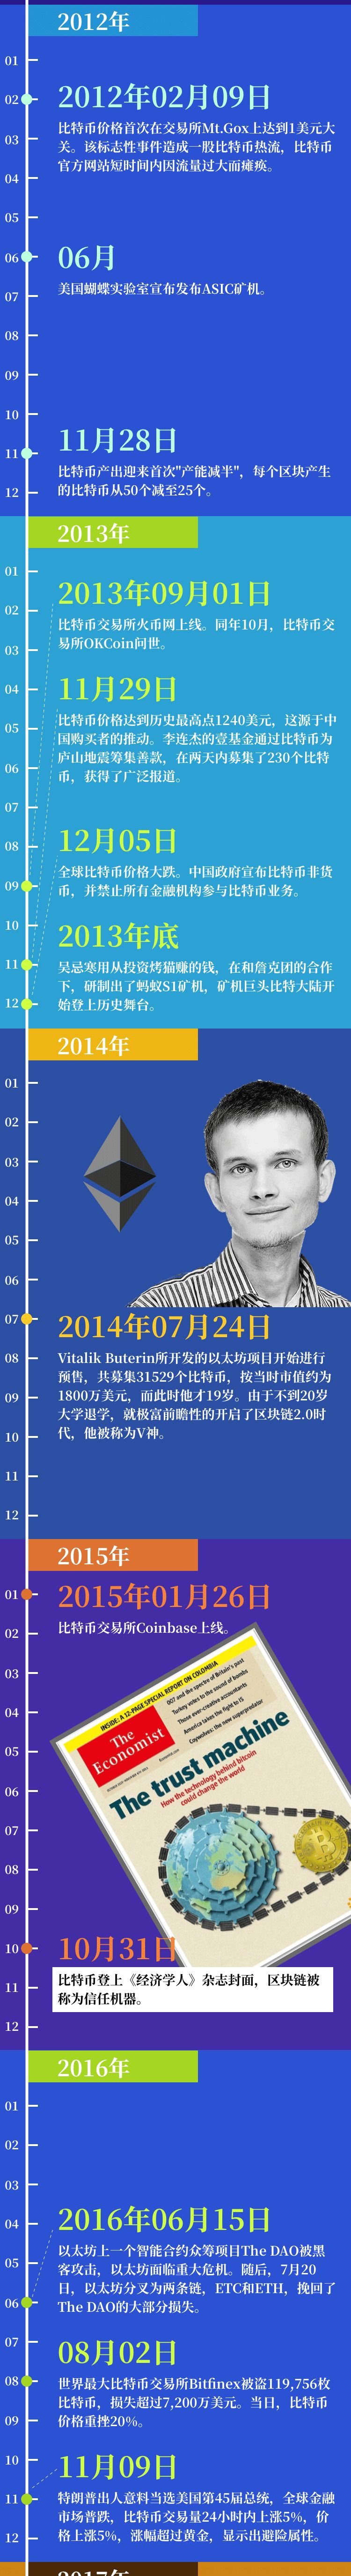 2012年
01
02
2012年02月09日
比特币价格首次在交易所Mt.Gox上达到1美元大
03
关。该标志性事件造成一股比特币热流，比特币
官方网站短时间内因流量过大而瘫痪。
04
05
06
06月
美国蝴蝶实验室宣布发布ASIC矿机。
07
08
09
10
11
11月28日
比特币产出迎来首次"产能减半"，每个区块产生
12
的比特币从50个减至25个。
2013年
01
02
2013年09月01日
比特币交易所火币网上线。同年10月，比特币交
03
易所OKCoin问世。
04
11月29日
05
比特币价格达到历史最高点1240美元，这源于中
国购买者的推动。李连杰的壹基金通过比特币为
庐山地震筹集善款，在两天内募集了230个比特
06
币，获得了广泛报道。
07
08
12月05日
全球比特币价格大跌。中国政府宣布比特币非货
09
币，并禁止所有金融机构参与比特币业务。
10
2013年底
11
吴忌寒用从投资烤猫赚的钱，在和詹克团的合作
下，研制出了蚂蚁S1矿机，矿机巨头比特大陆开
12
始登上历史舞台。
2014年
01
02
03
04
05
06
07
2014年07月24日
08
Vitalik Buterin所开发的以太坊项目开始进行
预售，共募集31529个比特币，按当时市值约为
09
1800万美元，而此时他才19岁。由于不到20岁
大学退学，就极富前瞻性的开启了区块链2.0时
10
代，他被称为V神。
11
12
2015年
01
2015年01月26日
02
比特币交易所Coinbase上线。
03
04
05
06
07
08
09
INSIDE: A 12-PAGE SPECIAL REPORT ON COLOMBIA
The
Economist
007 and the spectre of Britain's past
Turkey votes to the sound of bombs
Those ever-creative accountants
America takes the fight to IS
Copwolves: the new superpredator
The trust machine
How the technology behind bitcoin
could change the world
10
10月31日
11
比特币登上《经济学人》杂志封面，区块链被
称为信任机器。
12
2016年
01
02
03
04
2016年06月15日
以太坊上一个智能合约众筹项目The DAO被黑
05
客攻击，以太坊面临重大危机。随后，7月20
日，以太坊分叉为两条链，ETC和ETH，挽回了
06
The DAO的大部分损失。
07
08月02日
08
世界最大比特币交易所Bitfinex被盗119,756枚
比特币，损失超过7,200万美元。当日，比特币
09
价格重挫20%。
10
11月09日
11
特朗普出人意料当选美国第45届总统，全球金融
市场普跌，比特币交易量24小时内上涨5%，价
12
格上涨5%，涨幅超过黄金，显示出避险属性。
2017年